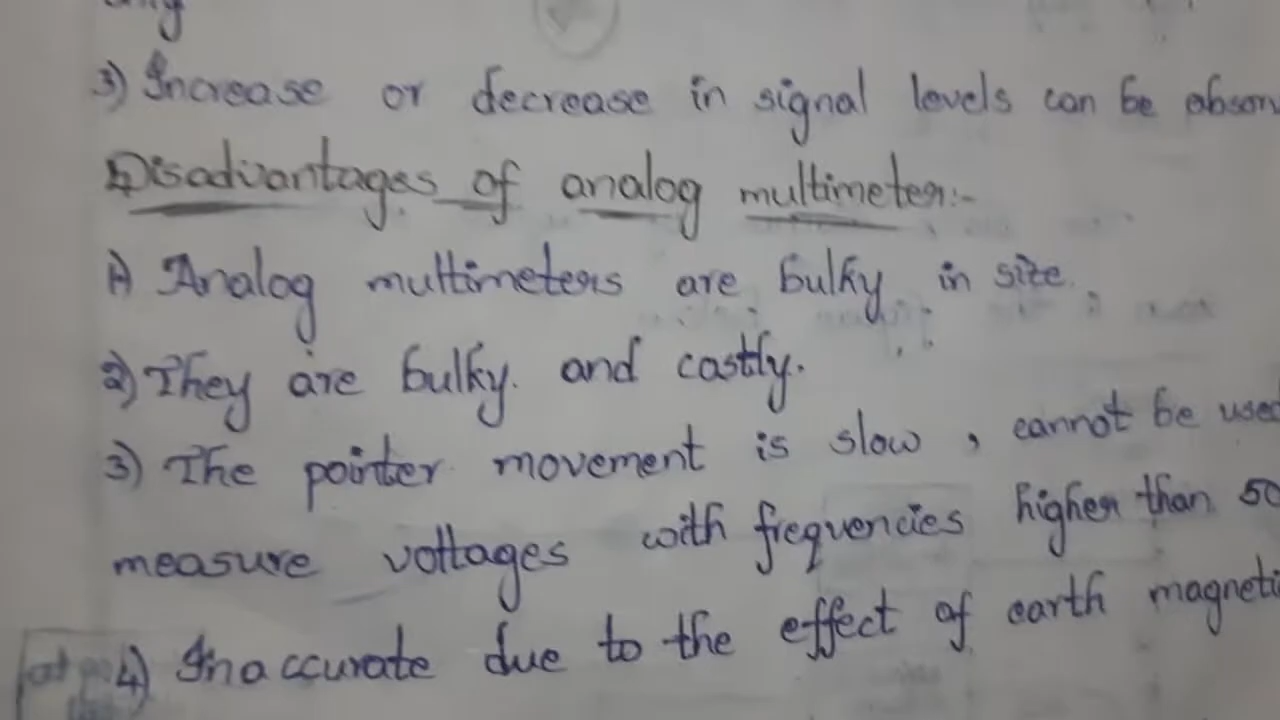 3) Increase or decrease in signal levels can be
Disadvantages of analog multimeter:-
1) Analog multimeters are bulky in size.
2) They are bulky. and costly.
3) The pointer movement is slow, cannot be used
measure voltages with frequencies higher than 50
4) Inaccurate due to the effect of earth magneti